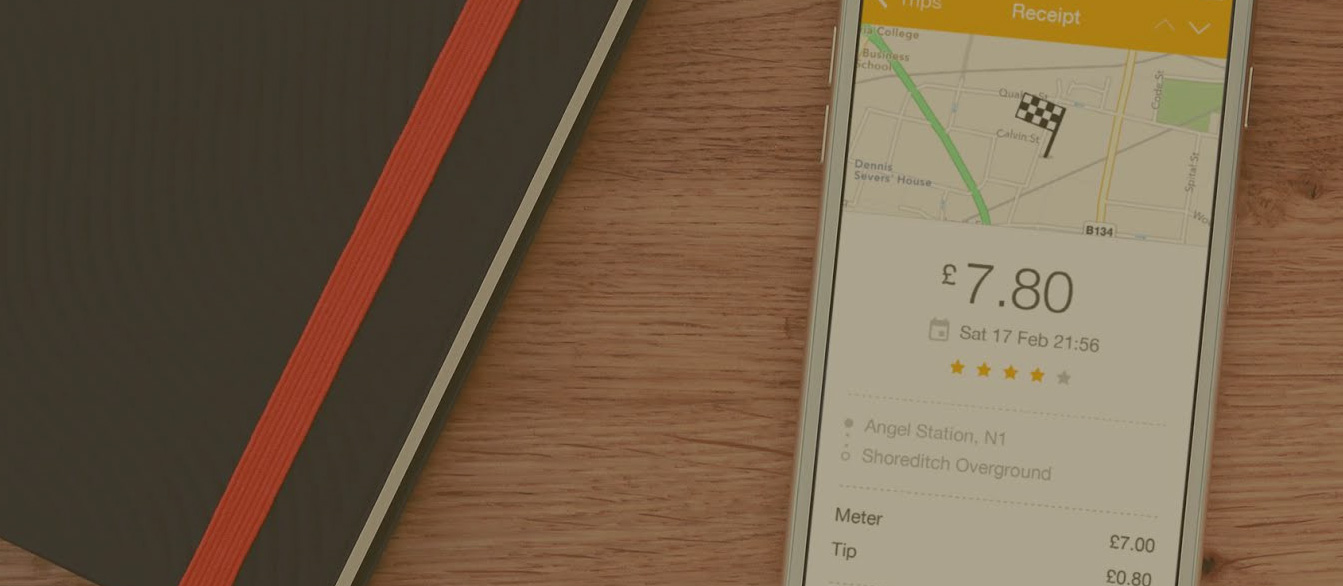 Trips
Receipt
College
Business
School
Quaker St
Code St
Calvin St
Dennis
Severs' House
Spital St
B134
£7.80
Sat 17 Feb 21:56
Angel Station, N1
Shoreditch Overground
Meter £7.00
Tip £0.80